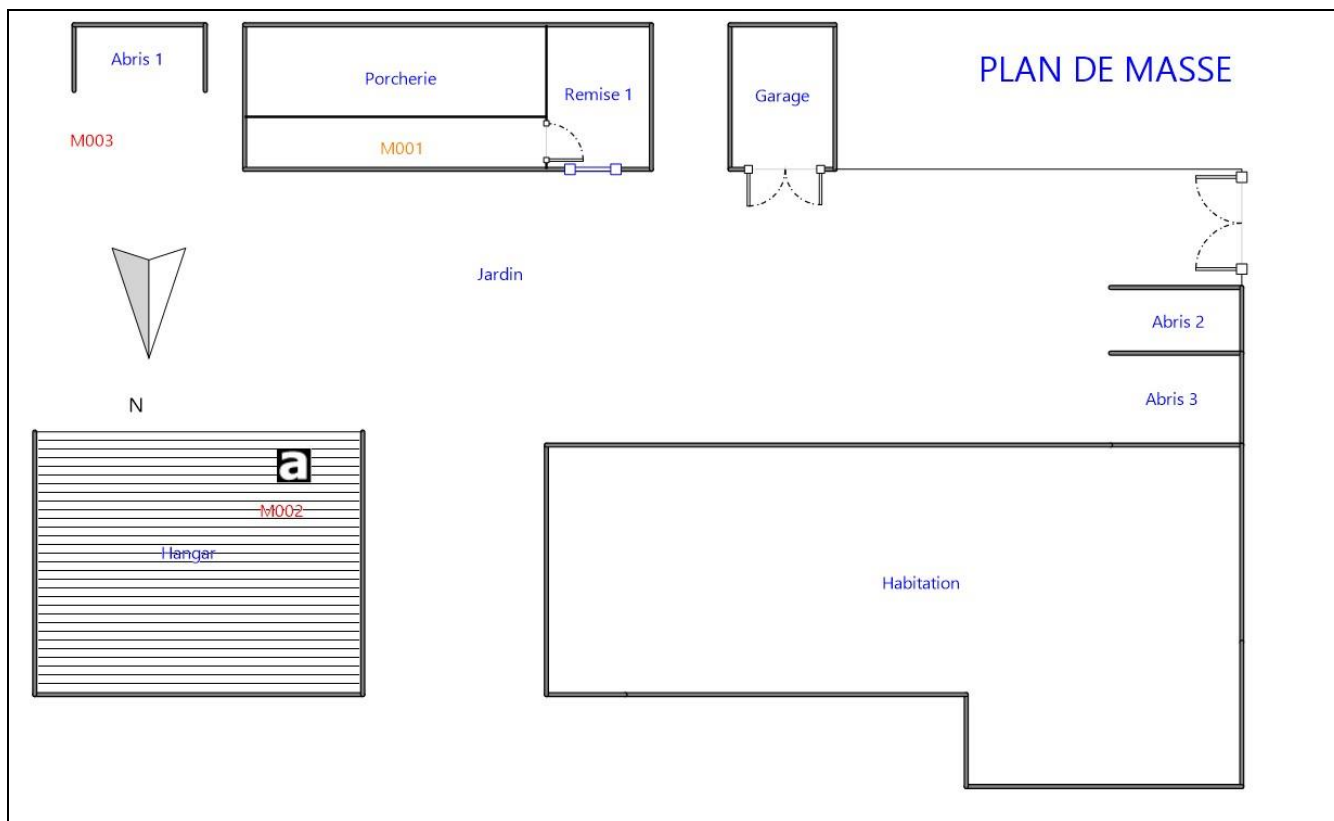 Abris 1
Porcherie
Remise 1
Garage
PLAN DE MASSE
M003
M001
Jardin
Abris 2
N
Abris 3
a
M002
Hangar
Habitation